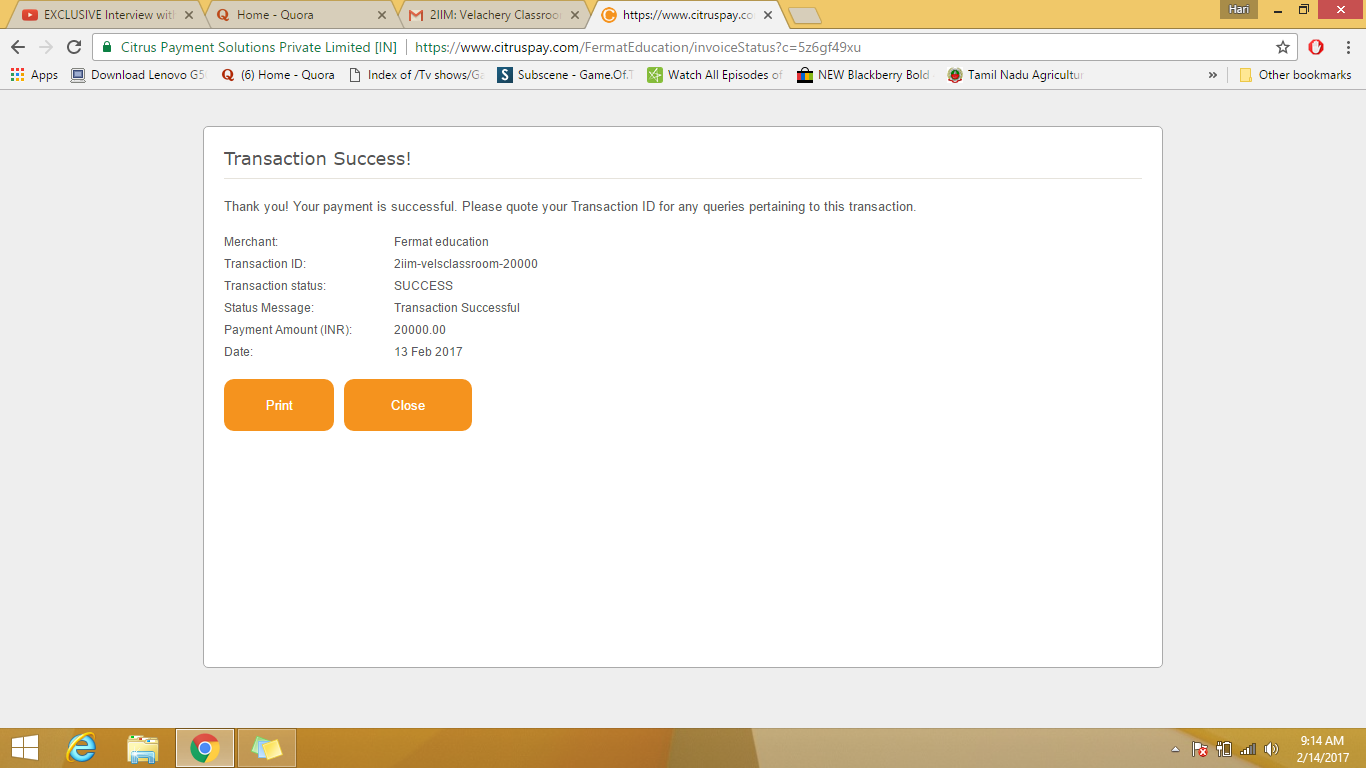 EXCLUSIVE Interview wit
Home - Quora
2IIM: Velachery Classroo
https://www.citruspay.co
Hari
Citrus Payment Solutions Private Limited [IN] https://www.citruspay.com/FermatEducation/invoiceStatus?c=5z6gf49xu
Apps Download Lenovo G5 (6) Home - Quora Index of /Tv shows/Ga Subscene - Game.Of.T Watch All Episodes of NEW Blackberry Bold Tamil Nadu Agricultur » Other bookmarks
Transaction Success!
Thank you! Your payment is successful. Please quote your Transaction ID for any queries pertaining to this transaction.
Merchant: Fermat education
Transaction ID: 2iim-velsclassroom-20000
Transaction status: SUCCESS
Status Message: Transaction Successful
Payment Amount (INR): 20000.00
Date: 13 Feb 2017
Print Close
9:14 AM
2/14/2017